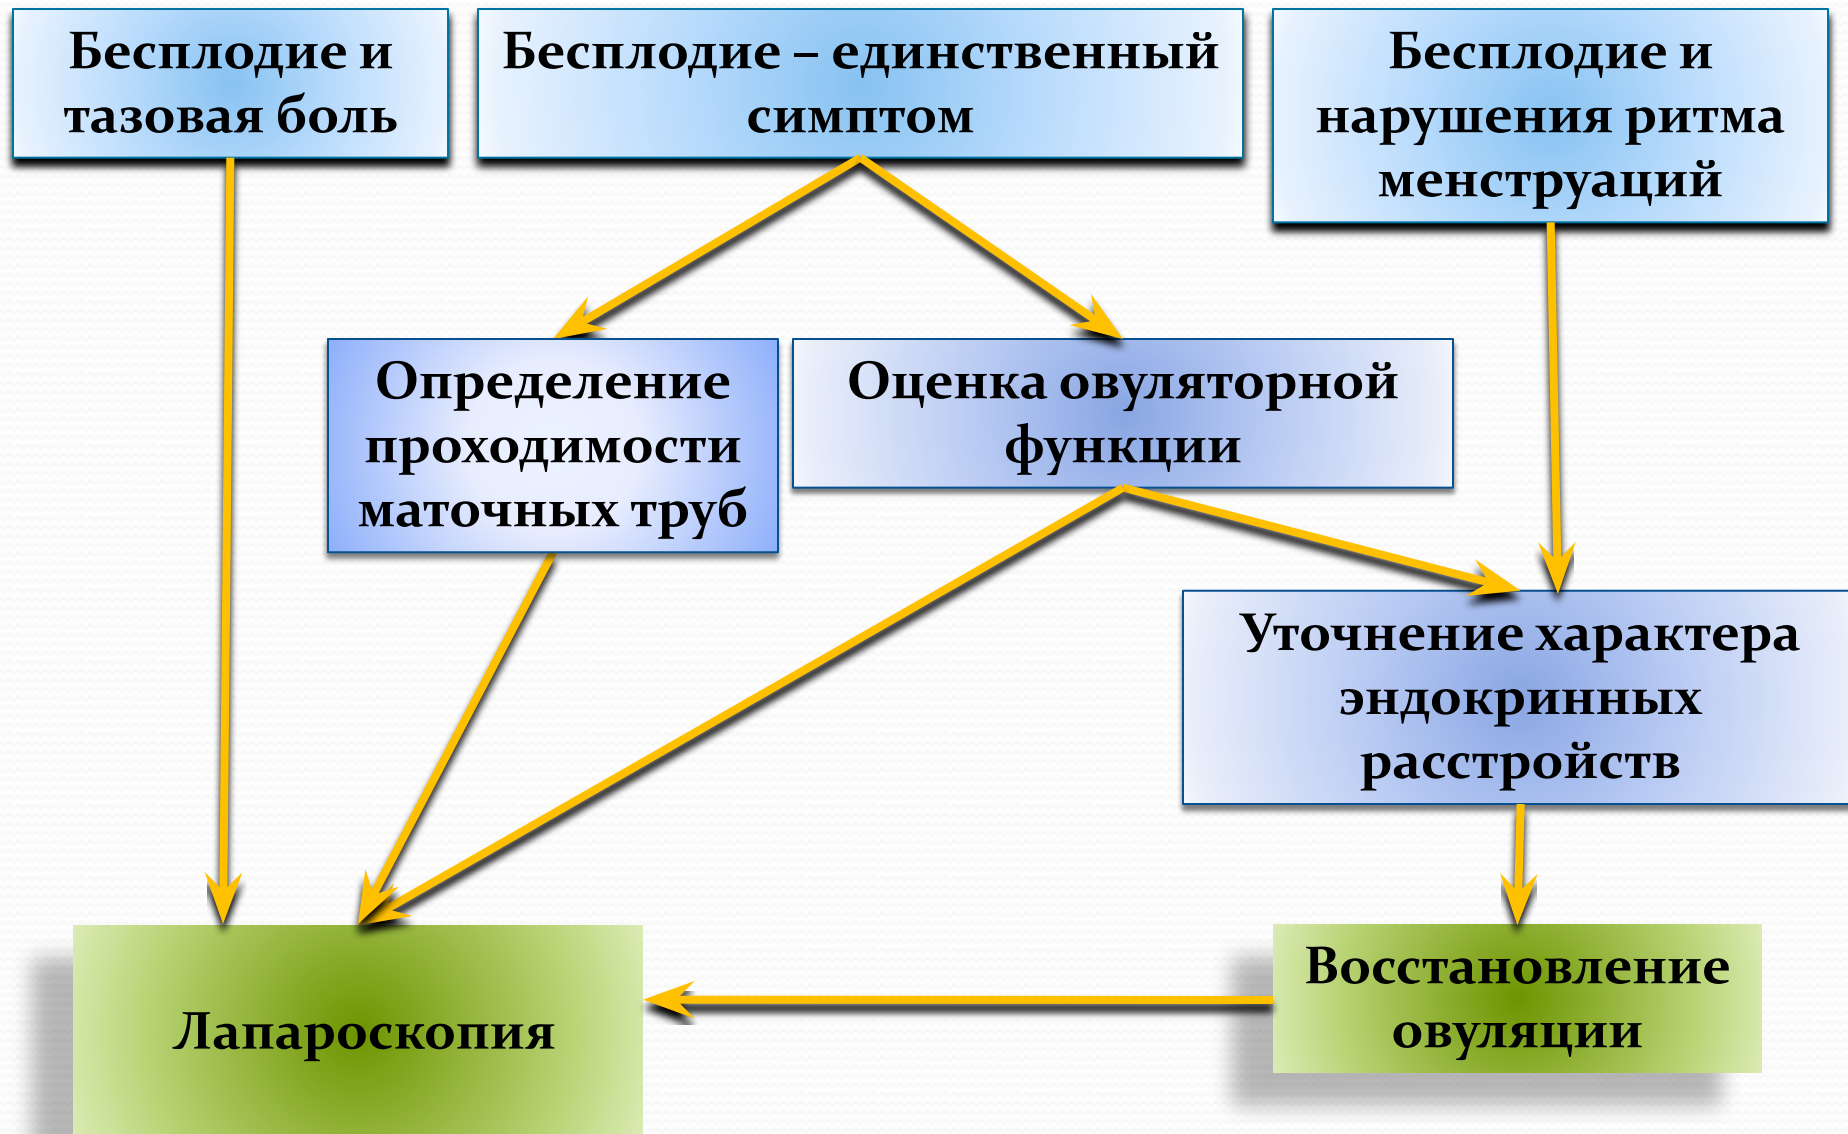 Бесплодие и
тазовая боль
Бесплодие – единственный
симптом
Бесплодие и
нарушения ритма
менструаций
Определение
проходимости
маточных труб
Оценка овуляторной
функции
Уточнение характера
эндокринных
расстройств
Лапароскопия
Восстановление
овуляции